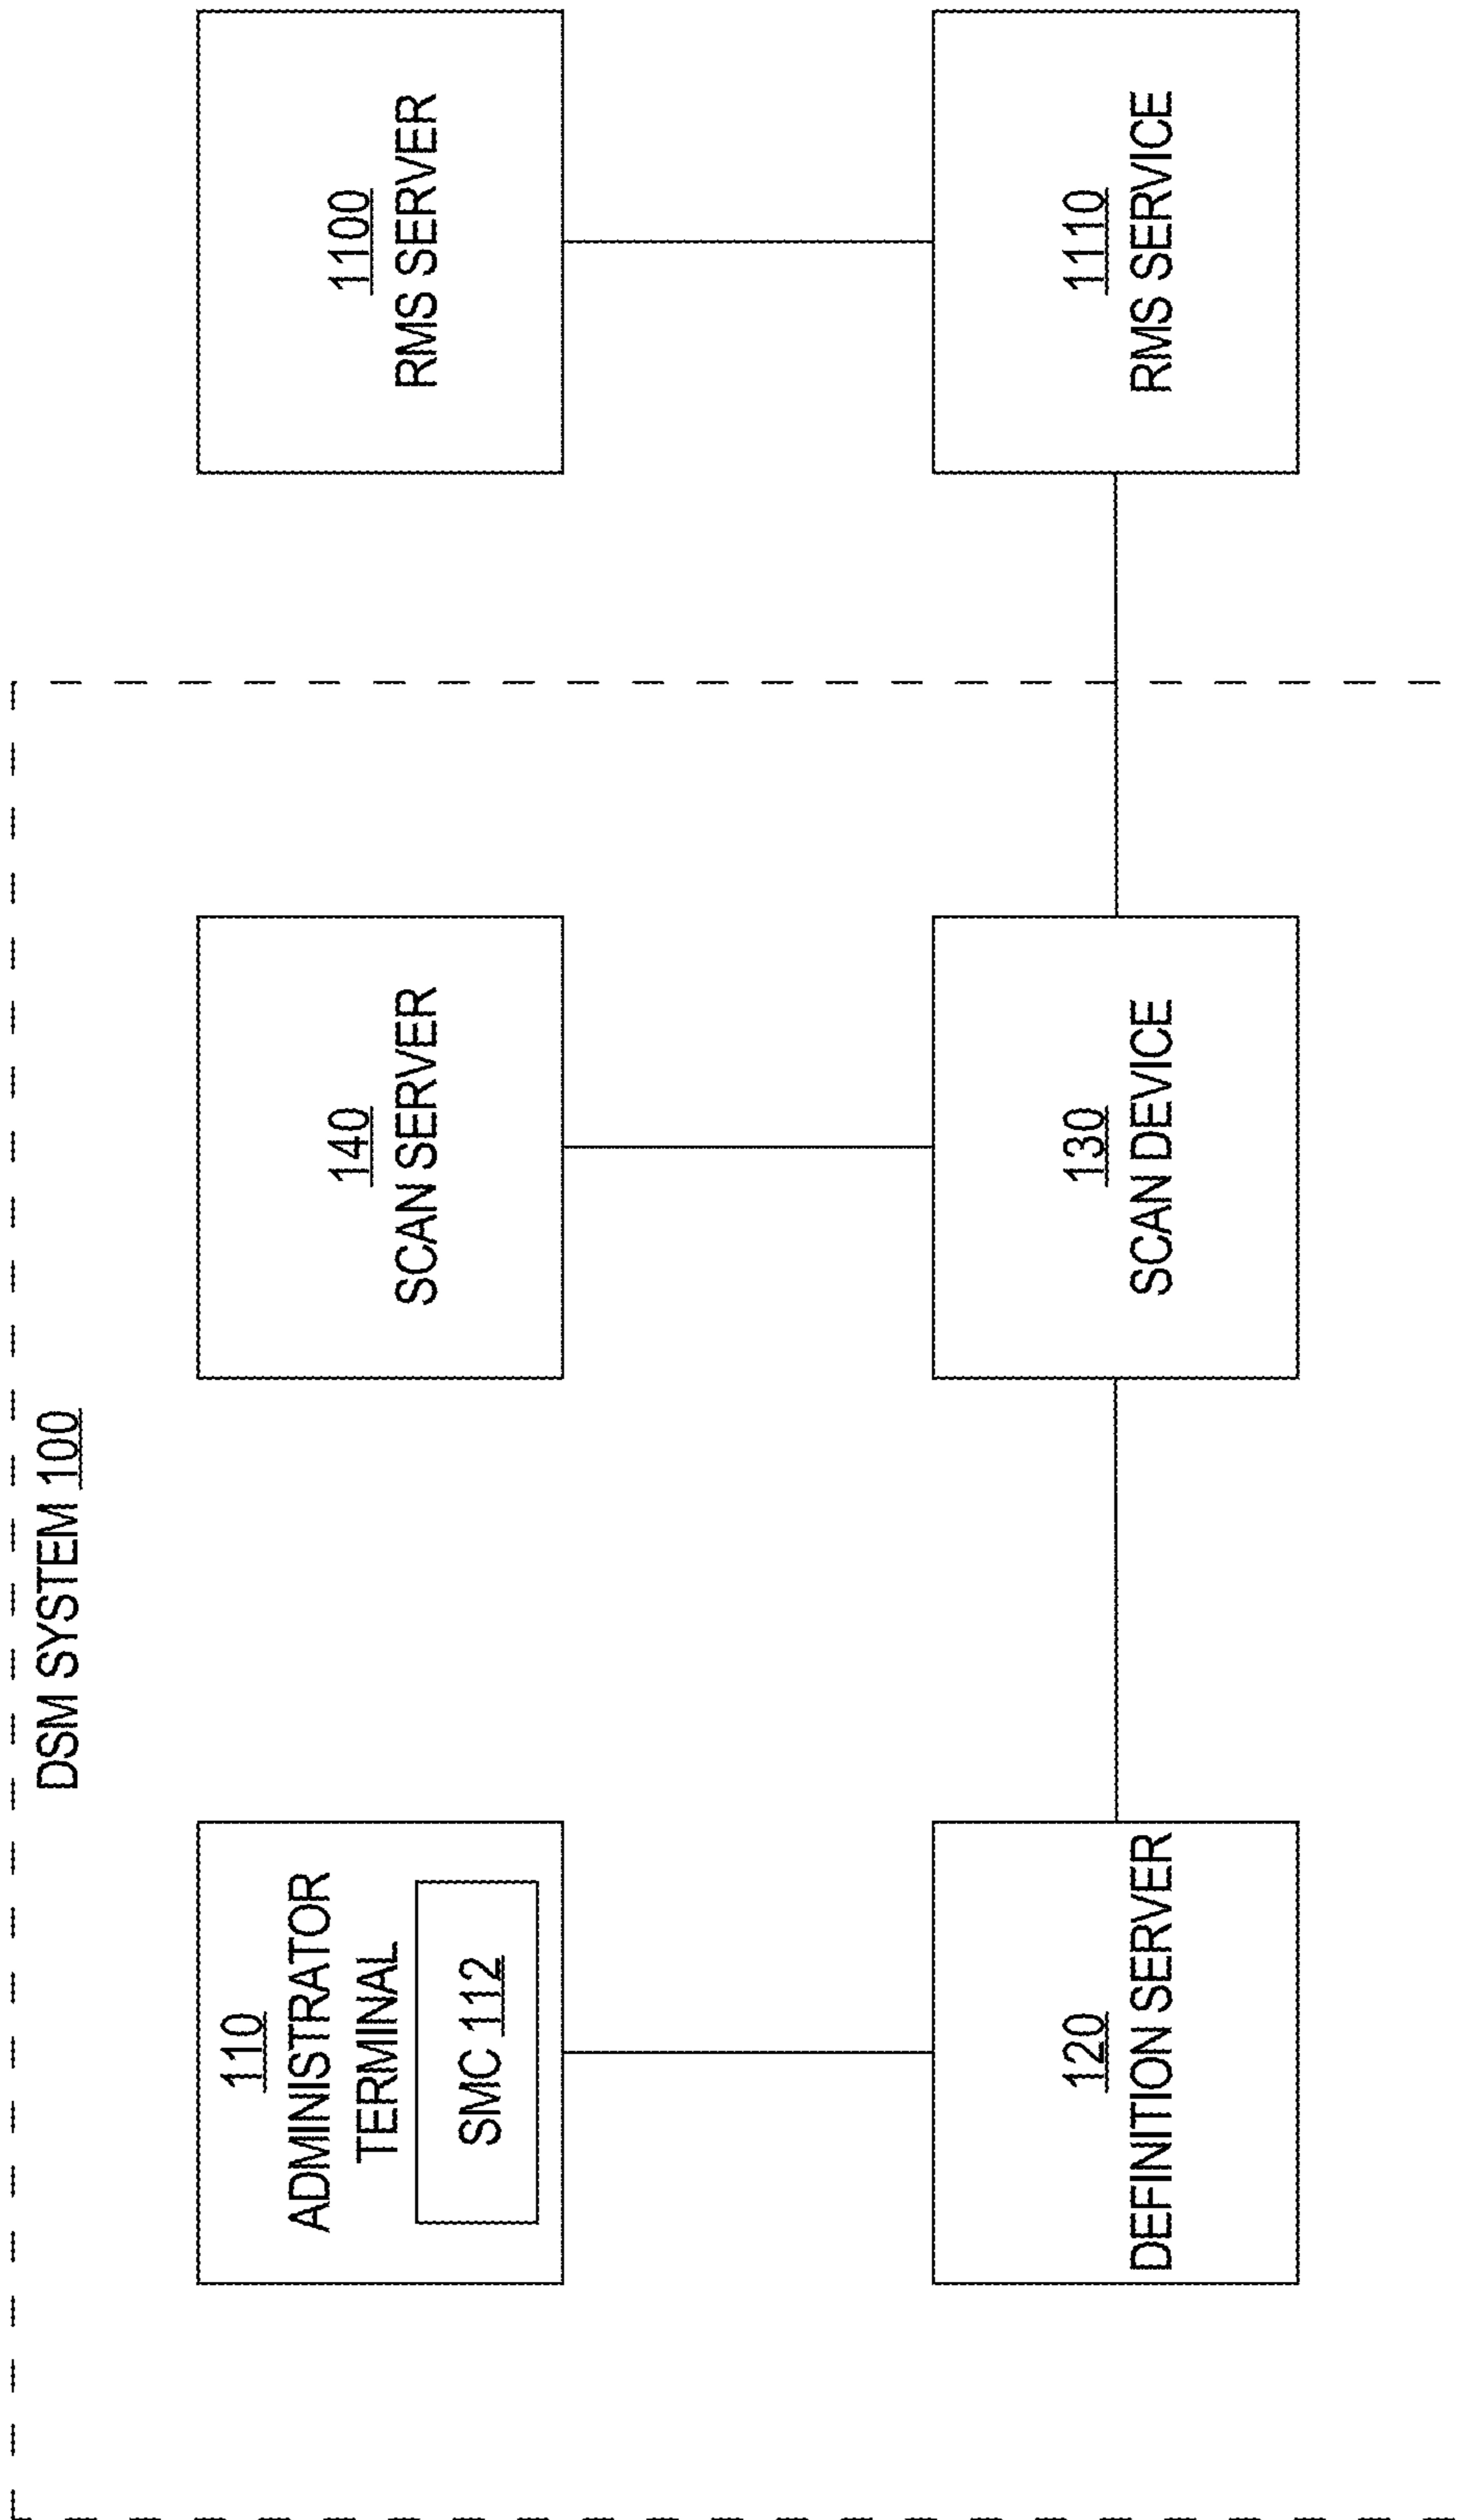 DSM SYSTEM 100
110
ADMINISTRATOR
TERMINAL
SMC 112
140
SCAN SERVER
1100
RMS SERVER
120
DEFINITION SERVER
130
SCAN DEVICE
1110
RMS SERVICE